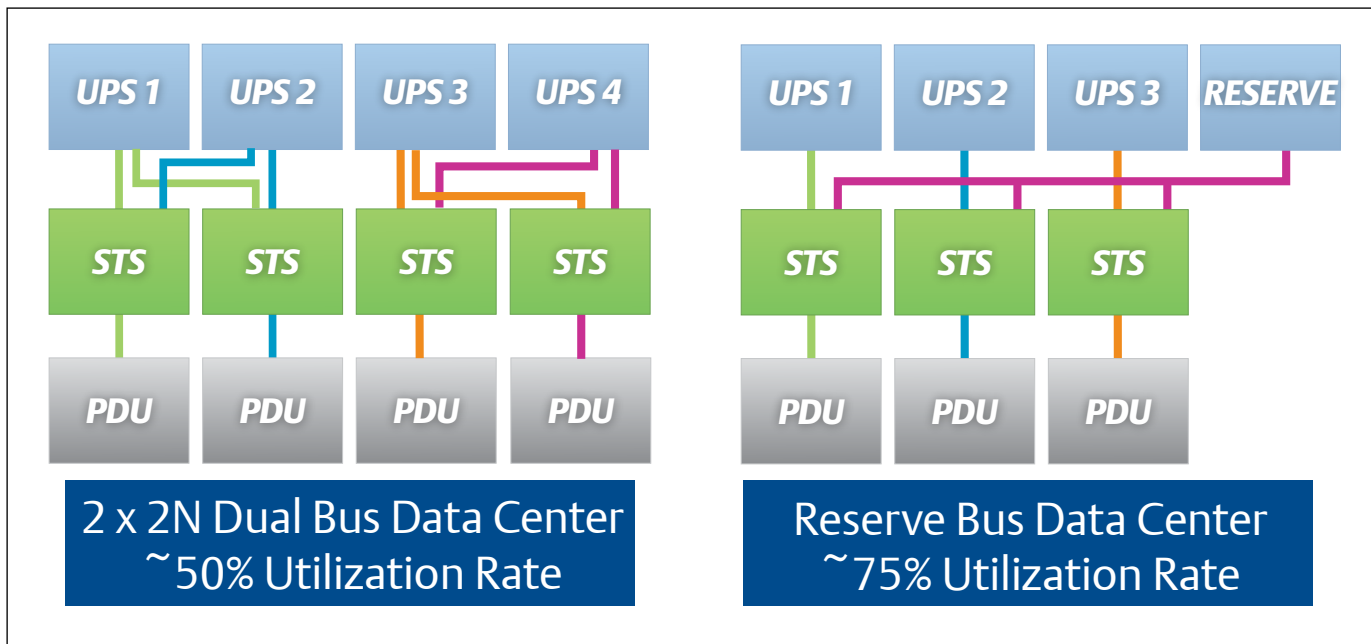 UPS 1
UPS 2
UPS 3
UPS 4
STS
STS
STS
STS
PDU
PDU
PDU
PDU
2 x 2N Dual Bus Data Center
~50% Utilization Rate
UPS 1
UPS 2
UPS 3
RESERVE
STS
STS
STS
PDU
PDU
PDU
Reserve Bus Data Center
~75% Utilization Rate